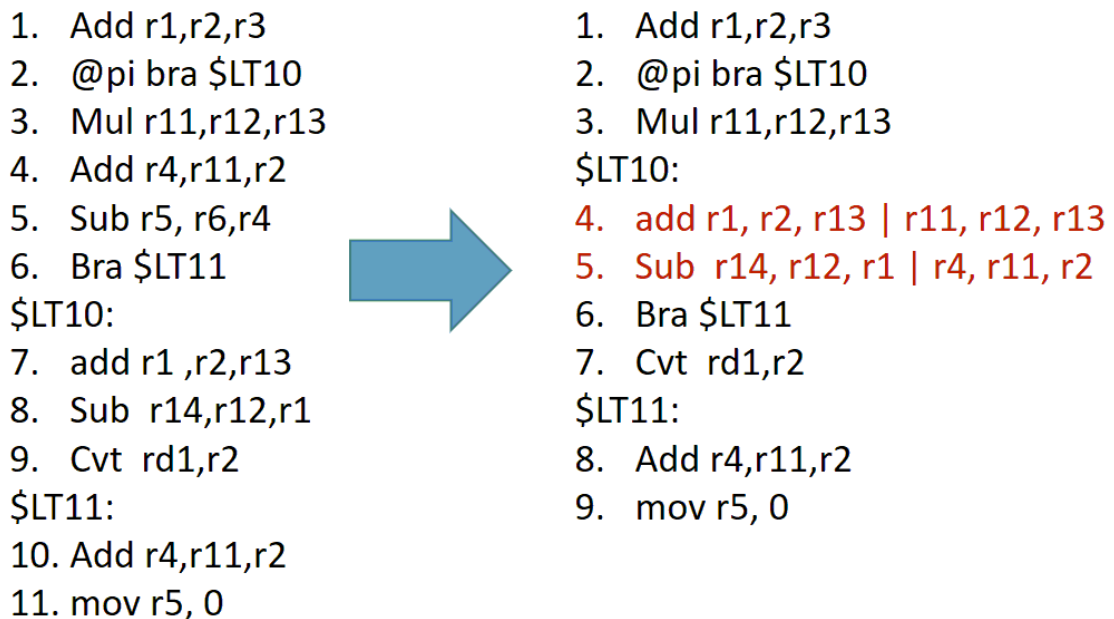 1. Add r1,r2,r3
2. @pi bra $LT10
3. Mul r11,r12,r13
4. Add r4,r11,r2
5. Sub r5, r6,r4
6. Bra $LT11
$LT10:
7. add r1 ,r2,r13
8. Sub r14,r12,r1
9. Cvt rd1,r2
$LT11:
10. Add r4,r11,r2
11. mov r5, 0
1. Add r1,r2,r3
2. @pi bra $LT10
3. Mul r11,r12,r13
$LT10:
4. add r1, r2, r13 | r11, r12, r13
5. Sub r14, r12, r1 | r4, r11, r2
6. Bra $LT11
7. Cvt rd1,r2
$LT11:
8. Add r4,r11,r2
9. mov r5, 0